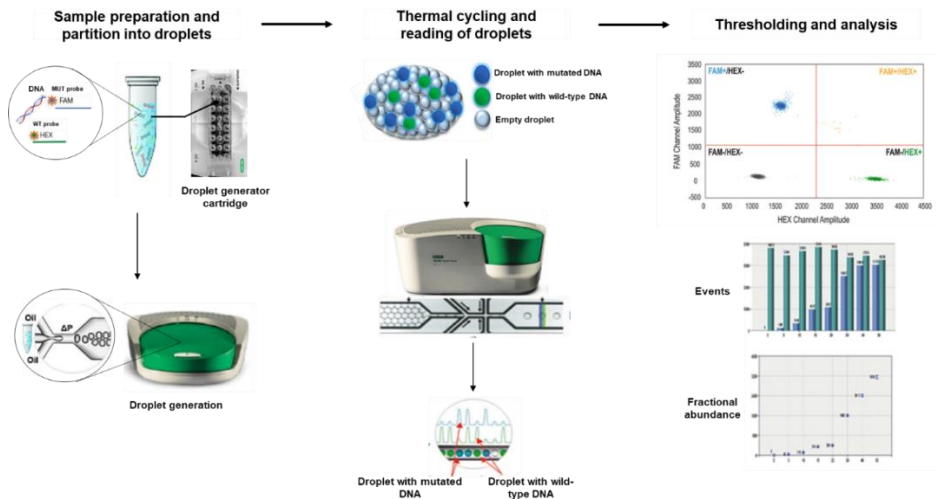 Sample preparation and
partition into droplets
Thermal cycling and
reading of droplets
Thresholding and analysis
DNA
MUT probe
FAM
WT probe
HEX
Droplet generator
cartridge
Oil
ΔP
Oil
Droplet generation
Droplet with mutated DNA
Droplet with wild-type DNA
Empty droplet
Droplet with mutated
DNA
Droplet with wild-
type DNA
3500
3000
2500
2000
1500
1000
500
0
-500
FAM Channel Amplitude
FAM+/HEX-
FAM+/HEX+
FAM-/HEX-
FAM-/HEX+
0 500 1000 1500 2000 2500 3000 3500 4000 4500
HEX Channel Amplitude
Events
Fractional
abundance